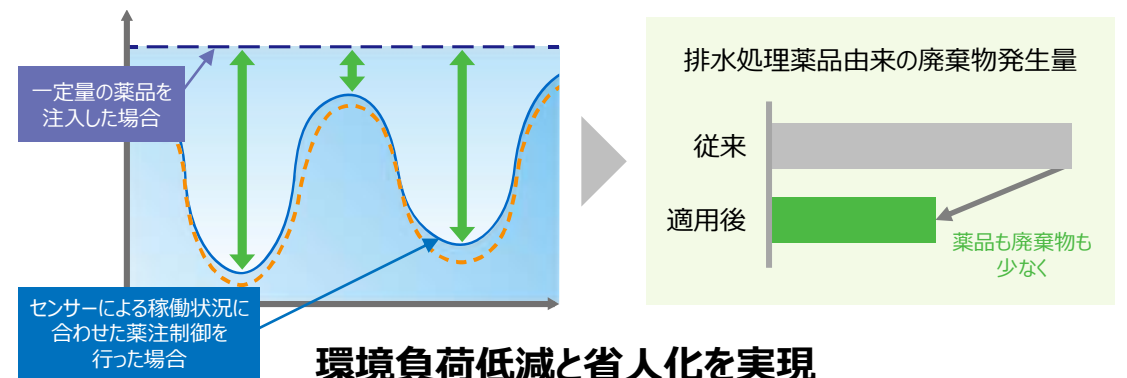 一定量の薬品を
注入した場合
センサーによる稼働状況に
合わせた薬注制御を
行った場合
排水処理薬品由来の廃棄物発生量
従来
適用後
薬品も廃棄物も
少なく
環境負荷低減と省人化を実現